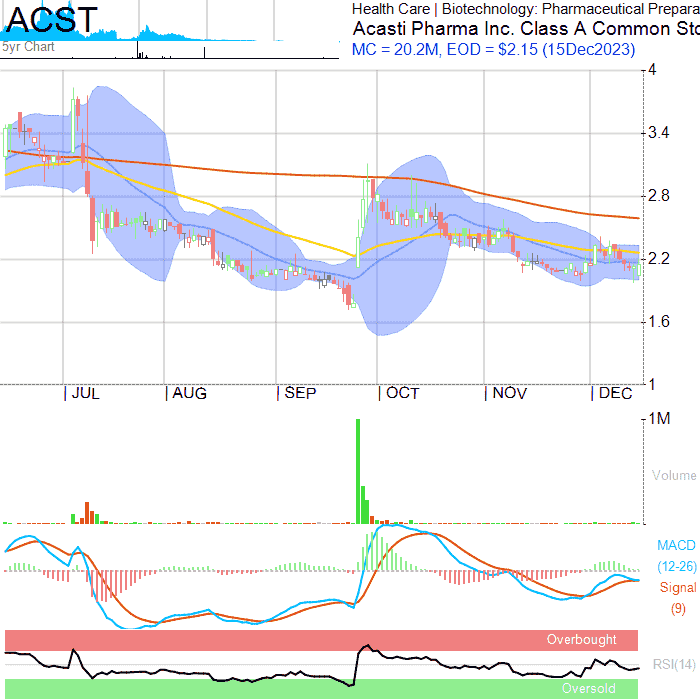 ACST
5yr Chart
Health Care | Biotechnology: Pharmaceutical Prepara
Acasti Pharma Inc. Class A Common Sto
MC = 20.2M, EOD = $2.15 (15Dec2023)
4
3.4
2.8
2.2
1.6
1
JUL AUG SEP OCT NOV DEC
1M
Volume
MACD
(12-26)
Signal
(9)
Overbought
RSI(14)
Oversold